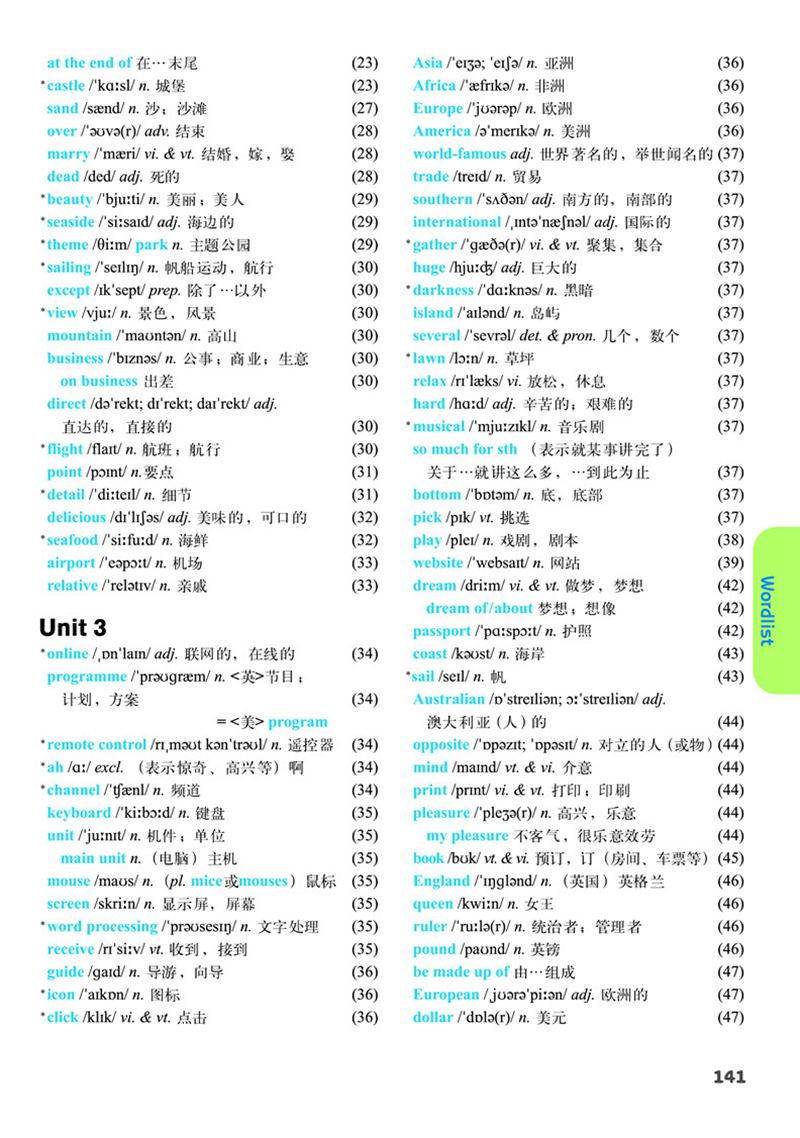 at the end of 在…末尾 (23)
*castle /ˈkɑːsl/ n. 城堡 (23)
sand /sænd/ n. 沙；沙滩 (27)
over /ˈəʊvə(r)/ adv. 结束 (28)
marry /ˈmæri/ vi. & vt. 结婚，嫁，娶 (28)
dead /ded/ adj. 死的 (28)
*beauty /ˈbjuːti/ n. 美丽；美人 (29)
*seaside /ˈsiːsaɪd/ adj. 海边的 (29)
*theme /θiːm/ park n. 主题公园 (29)
*sailing /ˈseɪlɪŋ/ n. 帆船运动，航行 (30)
except /ɪkˈsept/ prep. 除了…以外 (30)
*view /vjuː/ n. 景色，风景 (30)
mountain /ˈmaʊntən/ n. 高山 (30)
business /ˈbɪznəs/ n. 公事；商业；生意 (30)
on business 出差 (30)
direct /dəˈrekt; dɪˈrekt; daɪˈrekt/ adj.
直达的，直接的 (30)
*flight /flaɪt/ n. 航班；航行 (30)
point /pɔɪnt/ n.要点 (31)
*detail /ˈdiːteɪl/ n. 细节 (31)
delicious /dɪˈlɪʃəs/ adj. 美味的，可口的 (32)
*seafood /ˈsiːfuːd/ n. 海鲜 (32)
airport /ˈeəpɔːt/ n. 机场 (33)
relative /ˈrelətɪv/ n. 亲戚 (33)
Unit 3
*online /ˌɒnˈlaɪn/ adj. 联网的，在线的 (34)
programme /ˈprəʊɡræm/ n. <英>节目；
计划，方案 (34)
= <美> program
*remote control /rɪˌməʊt kənˈtrəʊl/ n. 遥控器 (34)
*ah /ɑː/ excl. （表示惊奇、高兴等）啊 (34)
*channel /ˈtʃænl/ n. 频道 (34)
keyboard /ˈkiːbɔːd/ n. 键盘 (35)
unit /ˈjuːnɪt/ n. 机件；单位 (35)
main unit n. （电脑）主机 (35)
mouse /maʊs/ n. （pl. mice或mouses）鼠标 (35)
screen /skriːn/ n. 显示屏，屏幕 (35)
*word processing /ˈprəʊsesɪŋ/ n. 文字处理 (35)
receive /rɪˈsiːv/ vt. 收到，接到 (35)
guide /ɡaɪd/ n. 导游，向导 (36)
*icon /ˈaɪkɒn/ n. 图标 (36)
*click /klɪk/ vi. & vt. 点击 (36)
Asia /ˈeɪʒə; ˈeɪʃə/ n. 亚洲 (36)
Africa /ˈæfrɪkə/ n. 非洲 (36)
Europe /ˈjʊərəp/ n. 欧洲 (36)
America /əˈmerɪkə/ n. 美洲 (36)
world-famous adj. 世界著名的，举世闻名的 (37)
trade /treɪd/ n. 贸易 (37)
southern /ˈsʌðən/ adj. 南方的，南部的 (37)
international /ˌɪntəˈnæʃnəl/ adj. 国际的 (37)
*gather /ˈɡæðə(r)/ vi. & vt. 聚集，集合 (37)
huge /hjuːdʒ/ adj. 巨大的 (37)
*darkness /ˈdɑːknəs/ n. 黑暗 (37)
island /ˈaɪlənd/ n. 岛屿 (37)
several /ˈsevrəl/ det. & pron. 几个，数个 (37)
*lawn /lɔːn/ n. 草坪 (37)
relax /rɪˈlæks/ vi. 放松，休息 (37)
hard /hɑːd/ adj. 辛苦的；艰难的 (37)
*musical /ˈmjuːzɪkl/ n. 音乐剧 (37)
so much for sth （表示就某事讲完了）
关于…就讲这么多，…到此为止 (37)
bottom /ˈbɒtəm/ n. 底，底部 (37)
pick /pɪk/ vt. 挑选 (37)
play /pleɪ/ n. 戏剧，剧本 (38)
website /ˈwebsaɪt/ n. 网站 (39)
dream /driːm/ vi. & vt. 做梦，梦想 (42)
dream of/about 梦想；想像 (42)
passport /ˈpɑːspɔːt/ n. 护照 (42)
coast /kəʊst/ n. 海岸 (43)
*sail /seɪl/ n. 帆 (43)
Australian /ɒˈstreɪliən; ɔːˈstreɪliən/ adj.
澳大利亚（人）的 (44)
opposite /ˈɒpəzɪt; ˈɒpəsɪt/ n. 对立的人（或物）(44)
mind /maɪnd/ vt. & vi. 介意 (44)
print /prɪnt/ vi. & vt. 打印；印刷 (44)
pleasure /ˈpleʒə(r)/ n. 高兴，乐意 (44)
my pleasure 不客气，很乐意效劳 (44)
book /bʊk/ vt. & vi. 预订，订（房间、车票等）(45)
England /ˈɪŋɡlənd/ n. （英国）英格兰 (46)
queen /kwiːn/ n. 女王 (46)
ruler /ˈruːlə(r)/ n. 统治者；管理者 (46)
pound /paʊnd/ n. 英镑 (46)
be made up of 由…组成 (47)
European /ˌjʊərəˈpiːən/ adj. 欧洲的 (47)
dollar /ˈdɒlə(r)/ n. 美元 (47)
Wordlist
141